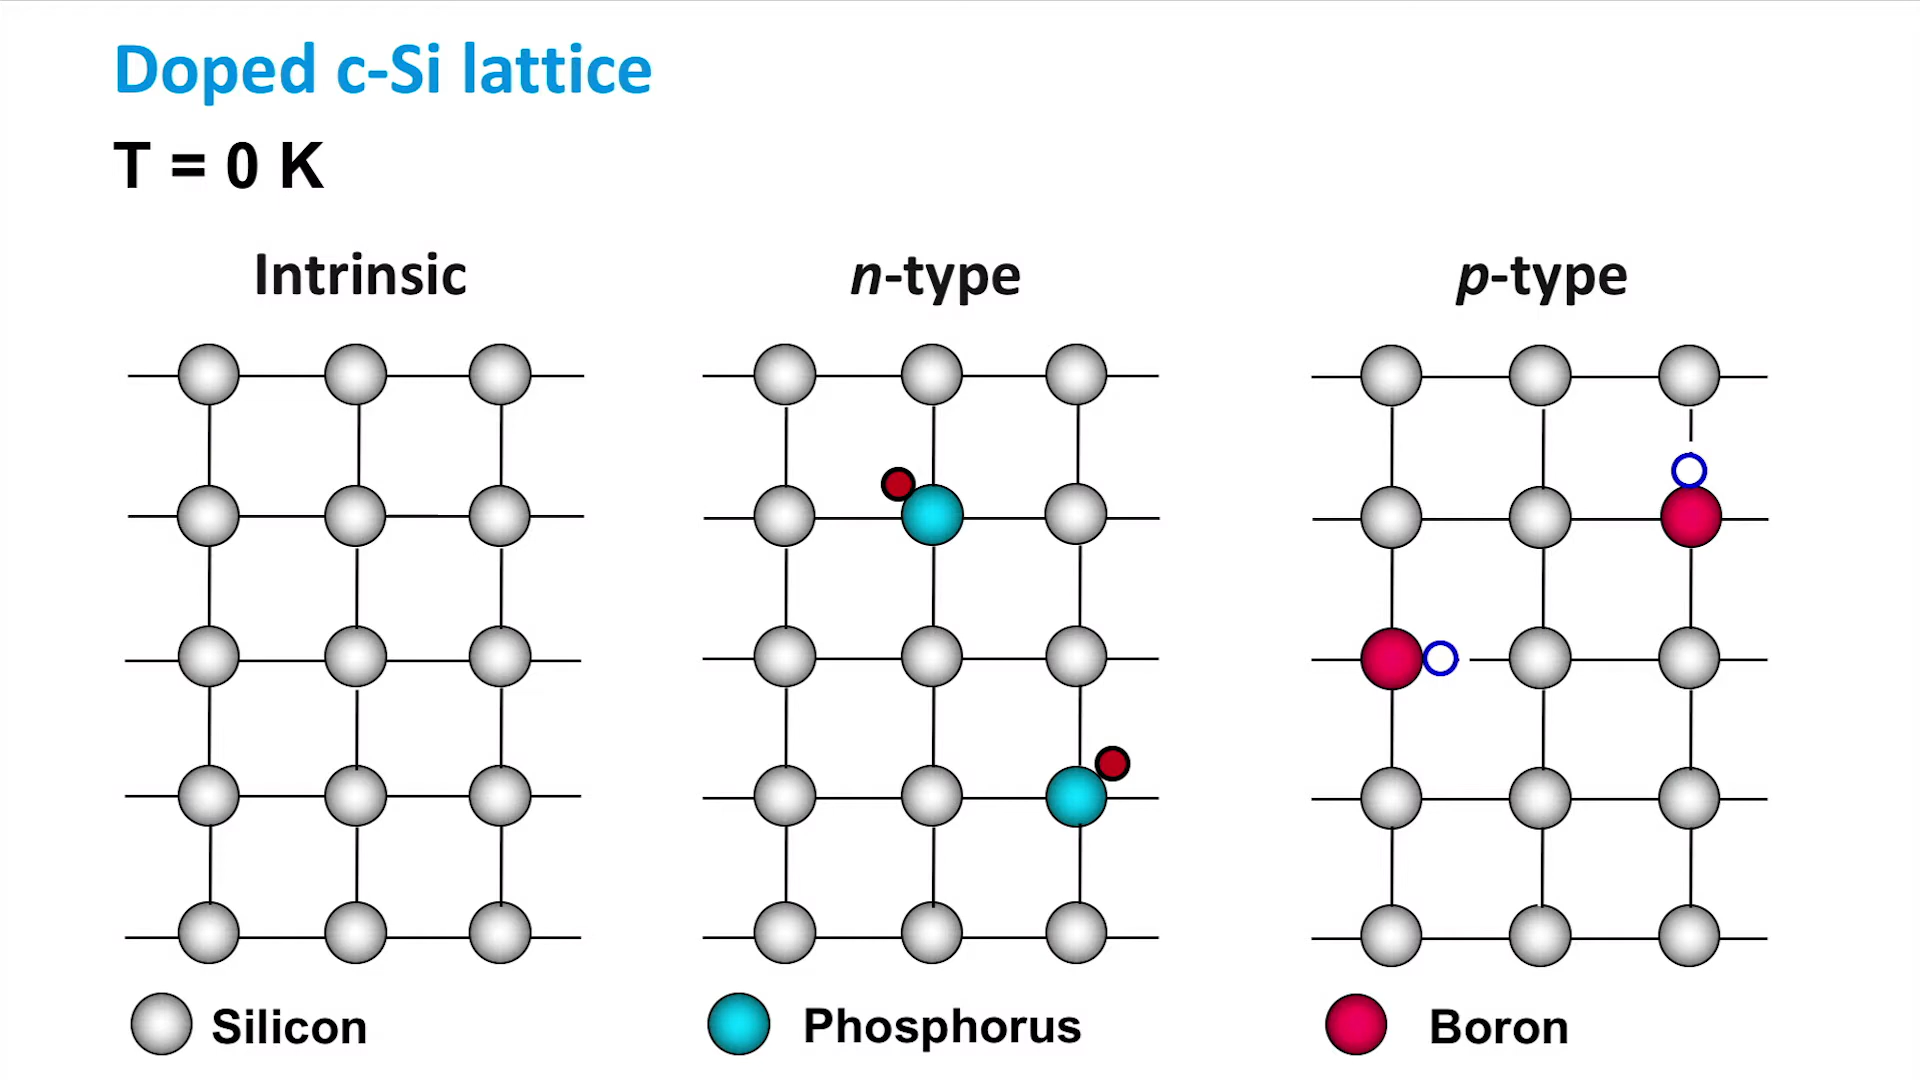 Doped c-Si lattice
T = 0 K
Intrinsic
n-type
p-type
Silicon
Phosphorus
Boron